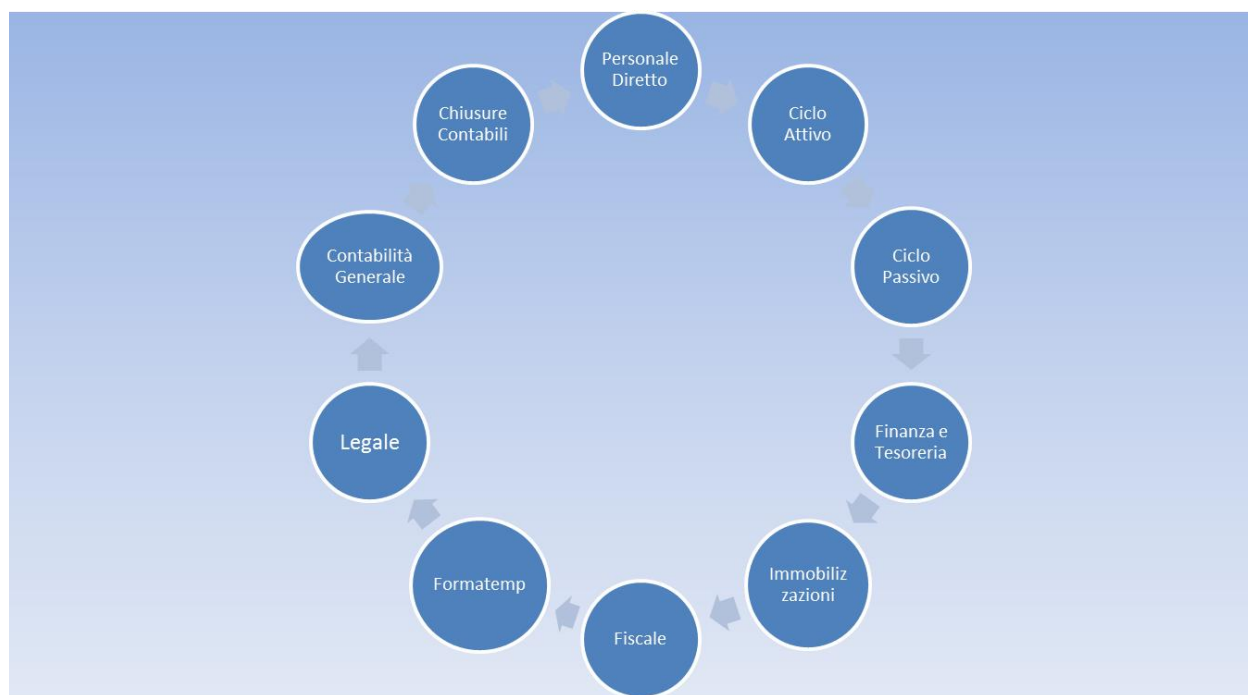 Personale
Diretto
Ciclo
Attivo
Ciclo
Passivo
Finanza e
Tesoreria
Immobiliz
zazioni
Fiscale
Formatemp
Legale
Contabilità
Generale
Chiusure
Contabili